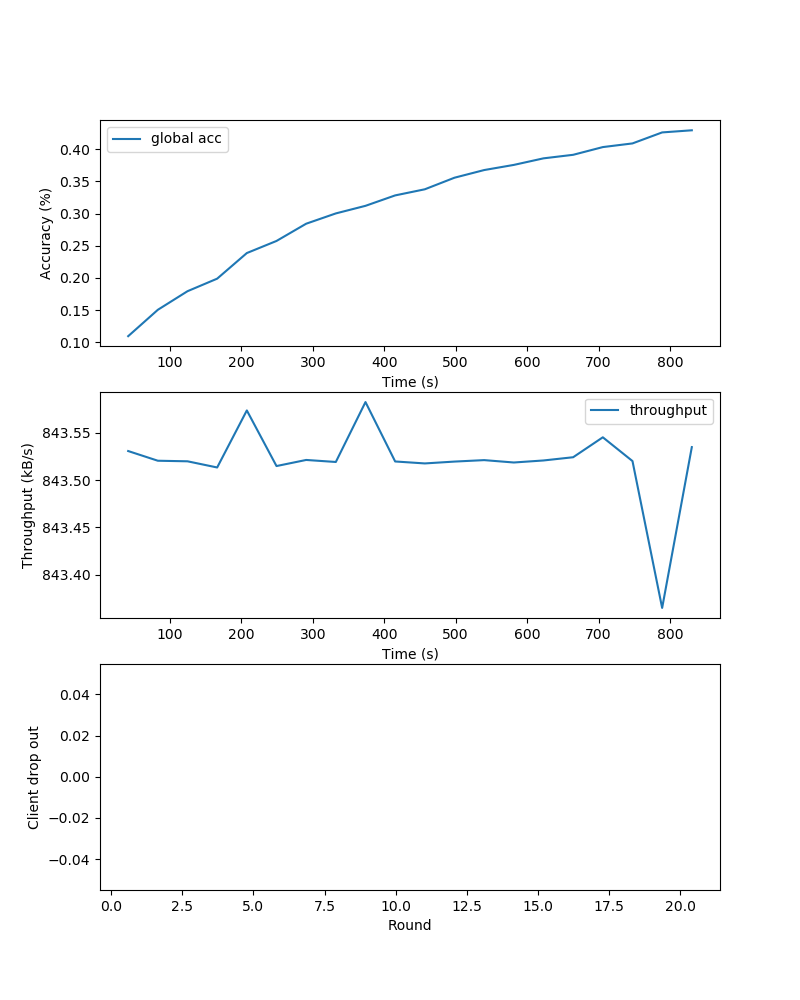 global acc
Accuracy (%)
0.40
0.35
0.30
0.25
0.20
0.15
0.10
100 200 300 400 500 600 700 800
Time (s)
throughput
Throughput (kB/s)
843.55
843.50
843.45
843.40
100 200 300 400 500 600 700 800
Time (s)
Client drop out
0.04
0.02
0.00
−0.02
−0.04
0.0 2.5 5.0 7.5 10.0 12.5 15.0 17.5 20.0
Round